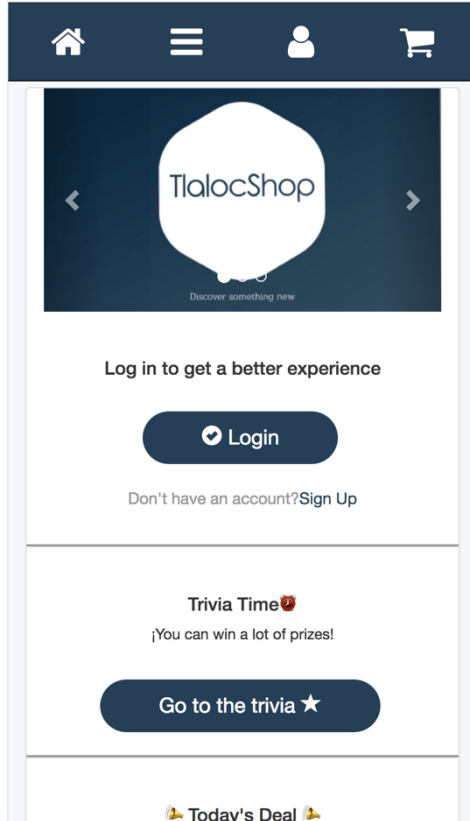 TlalocShop
Discover something new
Log in to get a better experience
Login
Don't have an account?Sign Up
Trivia Time
¡You can win a lot of prizes!
Go to the trivia
Today's Deal